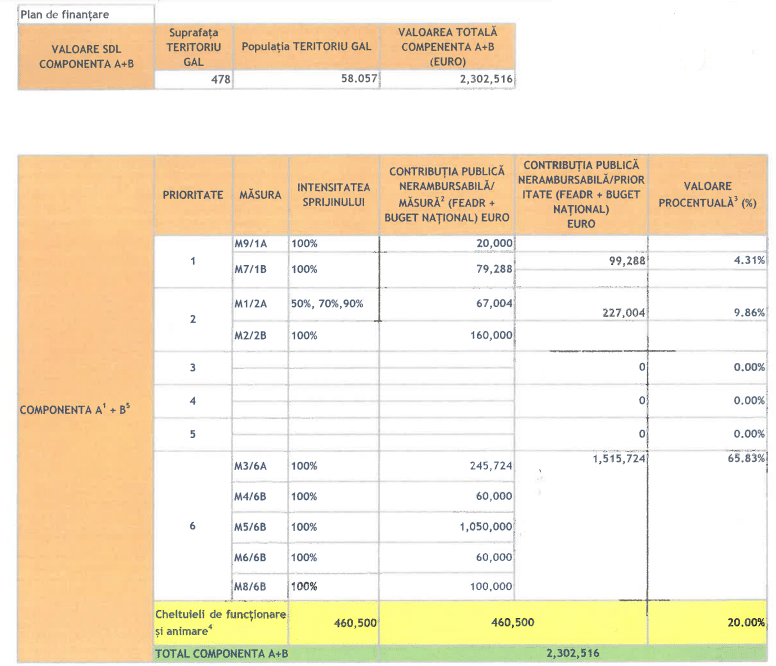 Plan de finanțare
VALOARE SDL
COMPONENTA A+B
Suprafața
TERITORIU
GAL
Populația TERITORIU GAL
VALOAREA TOTALĂ
COMPENENTA A+B
(EURO)
478
58.057
2,302,516
COMPONENTA A¹ + B⁵
PRIORITATE
MĂSURA
INTENSITATEA
SPRIJINULUI
CONTRIBUȚIA PUBLICĂ
NERAMBURSABILĂ/
MĂSURĂ² (FEADR +
BUGET NAȚIONAL) EURO
CONTRIBUȚIA PUBLICĂ
NERAMBURSABILĂ/PRIOR
ITATE (FEADR + BUGET
NAȚIONAL)
EURO
VALOARE
PROCENTUALĂ³ (%)
1
M9/1A 100% 20,000
M7/1B 100% 79,288
99,288 4.31%
2
M1/2A 50%, 70%,90% 67,004
M2/2B 100% 160,000
227,004 9.86%
3 0 0.00%
4 0 0.00%
5 0 0.00%
6
1,515,724 65.83%
M3/6A 100% 245,724
M4/6B 100% 60,000
M5/6B 100% 1,050,000
M6/6B 100% 60,000
M8/6B 100% 100,000
Cheltuieli de funcționare
și animare⁴
460,500 460,500 20.00%
TOTAL COMPONENTA A+B 2,302,516